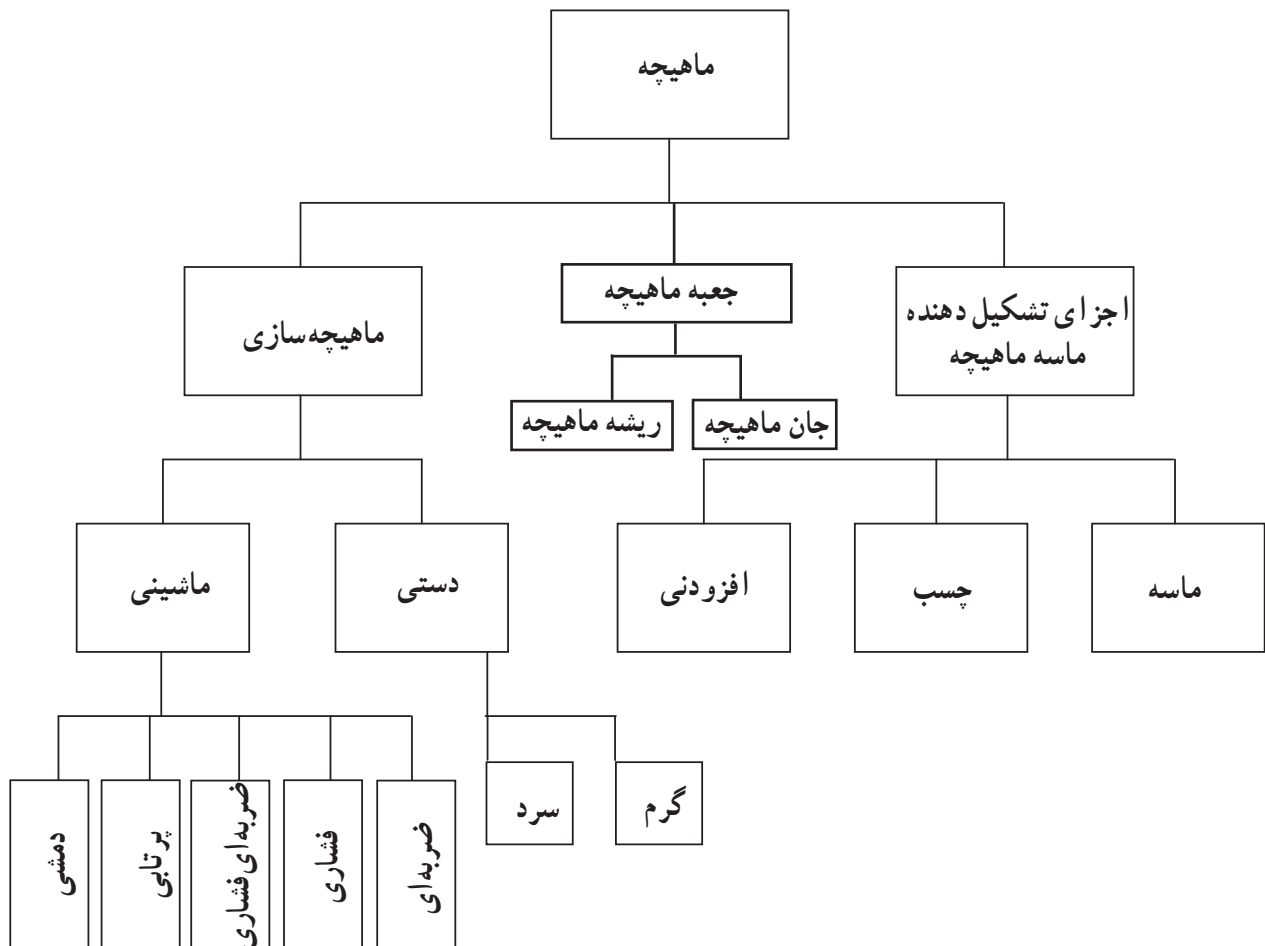 ماهیچه
اجزای تشکیل دهنده
ماسه ماهیچه
جعبه ماهیچه
ماهیچه‌سازی
جان ماهیچه
ریشه ماهیچه
ماسه
چسب
افزودنی
دستی
ماشینی
گرم
سرد
ضربه‌ای
فشاری
ضربه‌ای فشاری
پرتابی
دمشی